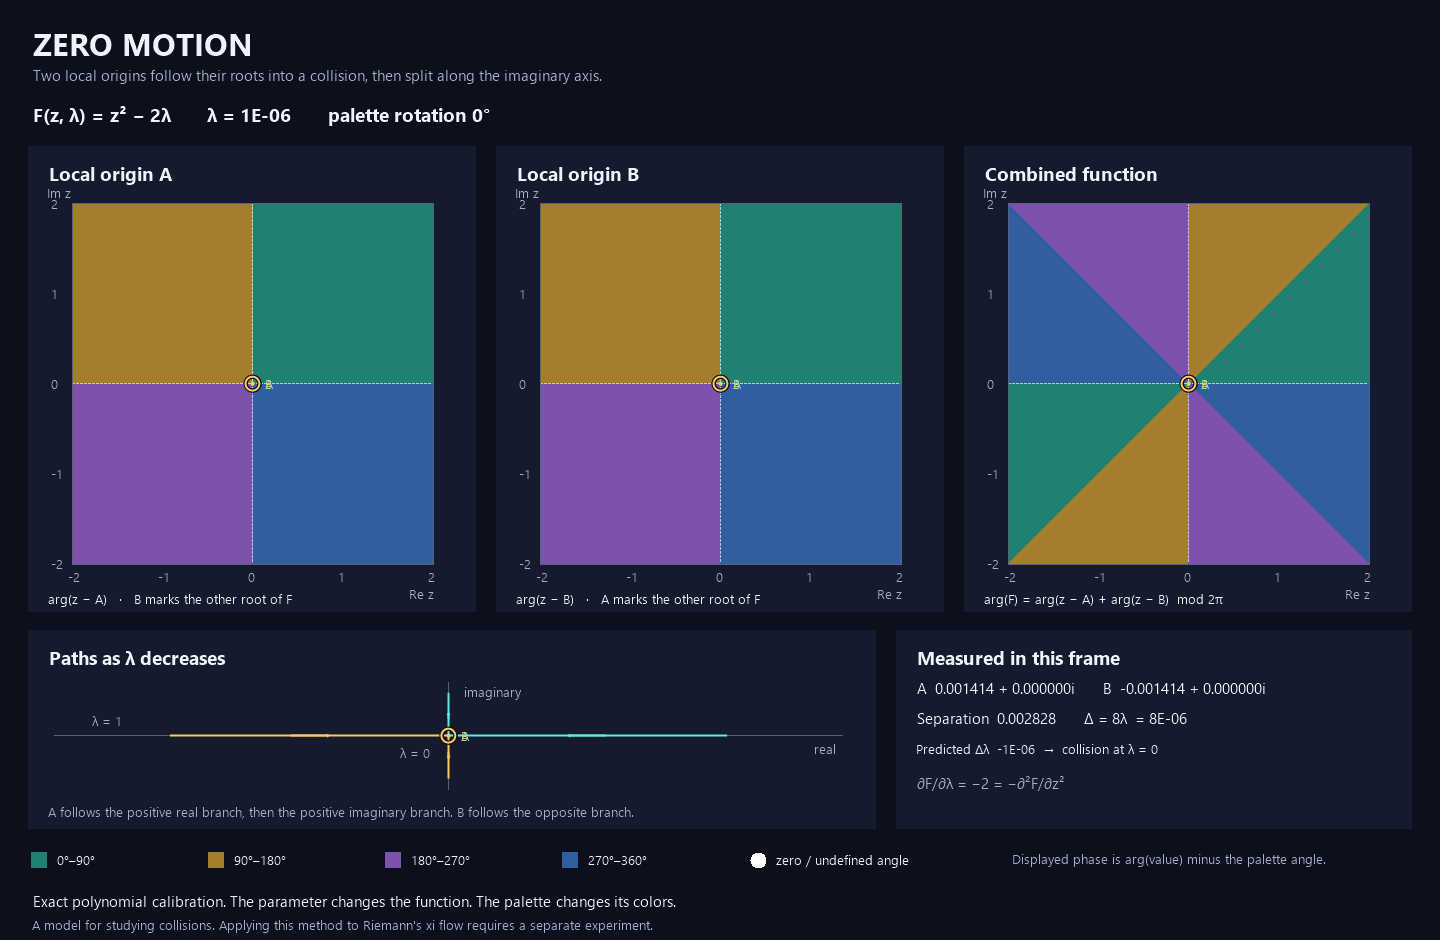 ZERO MOTION
Two local origins follow their roots into a collision, then split along the imaginary axis.
F(z, λ) = z² − 2λ λ = 1E-06 palette rotation 0°
Local origin A
Im z
2
1
0
-1
-2
-2 -1 0 1 2
Re z
arg(z − A) · B marks the other root of F
Local origin B
Im z
2
1
0
-1
-2
-2 -1 0 1 2
Re z
arg(z − B) · A marks the other root of F
Combined function
Im z
2
1
0
-1
-2
-2 -1 0 1 2
Re z
arg(F) = arg(z − A) + arg(z − B) mod 2π
Paths as λ decreases
imaginary
λ = 1
λ = 0
real
A follows the positive real branch, then the positive imaginary branch. B follows the opposite branch.
Measured in this frame
A 0.001414 + 0.000000i B -0.001414 + 0.000000i
Separation 0.002828 Δ = 8λ = 8E-06
Predicted Δλ -1E-06 → collision at λ = 0
∂F/∂λ = −2 = −∂²F/∂z²
0°–90° 90°–180° 180°–270° 270°–360° zero / undefined angle Displayed phase is arg(value) minus the palette angle.
Exact polynomial calibration. The parameter changes the function. The palette changes its colors.
A model for studying collisions. Applying this method to Riemann's xi flow requires a separate experiment.